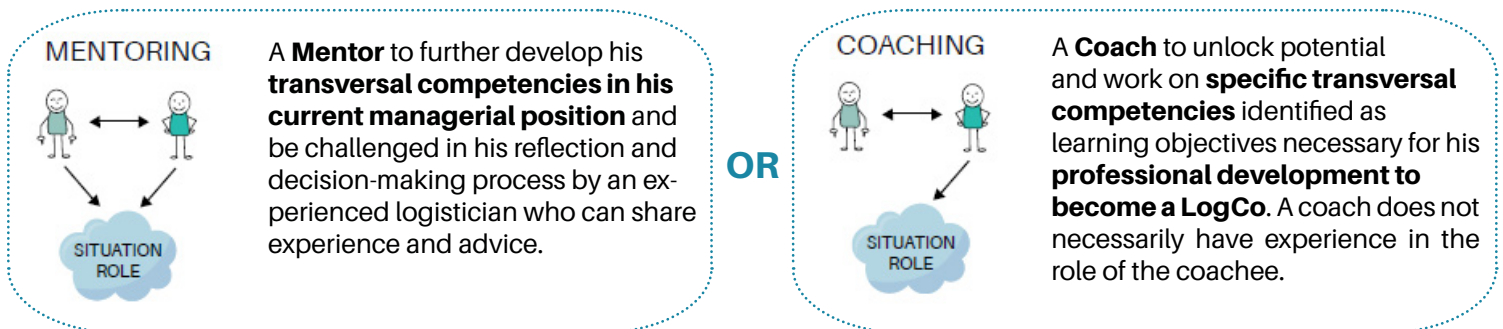 MENTORING
A Mentor to further develop his
transversal competencies in his
current managerial position and
be challenged in his reflection and
decision-making process by an ex-
perienced logistician who can share
experience and advice.
SITUATION
ROLE
OR
COACHING
A Coach to unlock potential
and work on specific transversal
competencies identified as
learning objectives necessary for his
professional development to
become a LogCo. A coach does not
necessarily have experience in the
role of the coachee.
SITUATION
ROLE